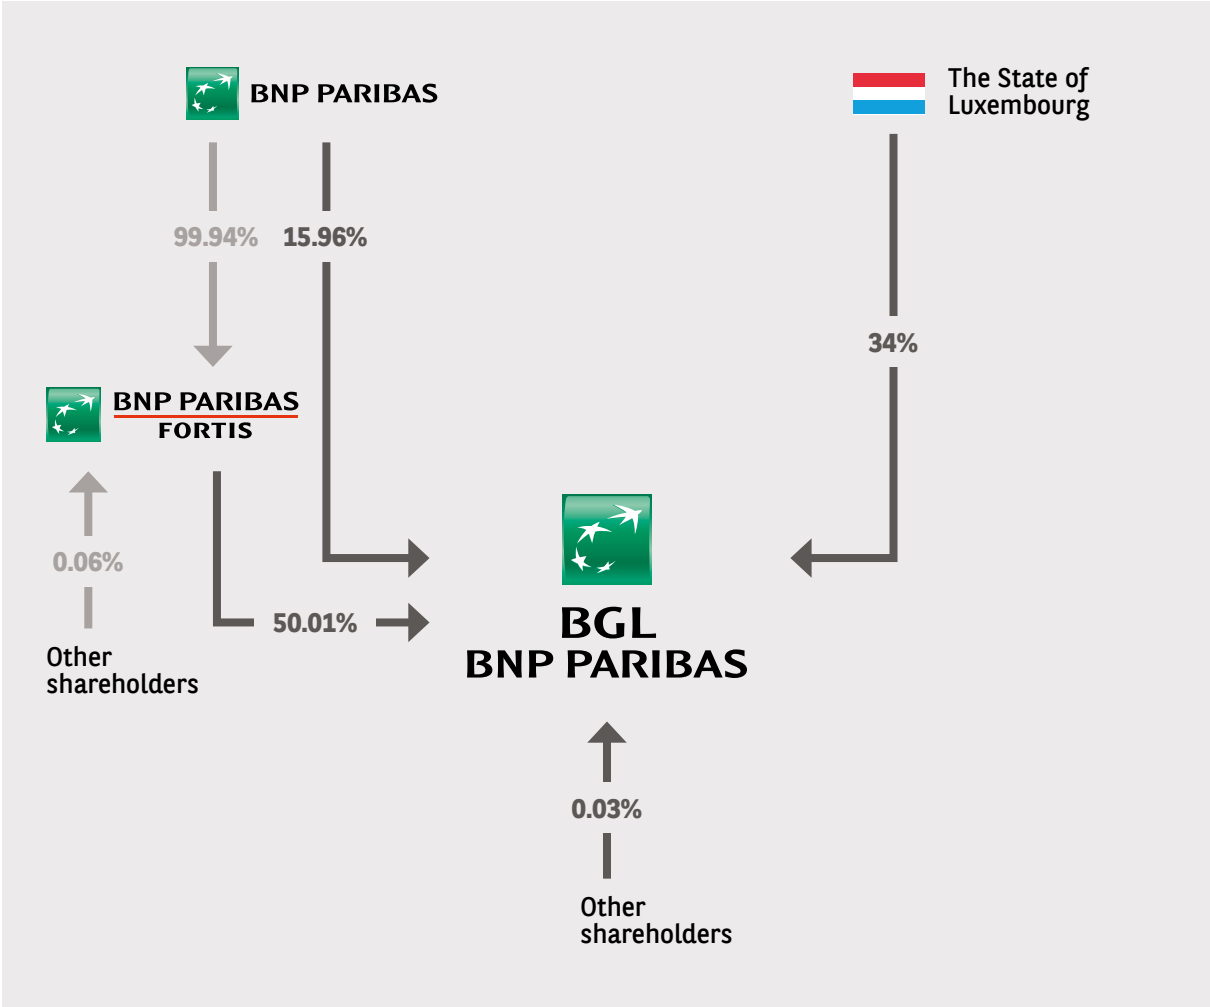 BNP PARIBAS
The State of
Luxembourg
99.94%
15.96%
34%
BNP PARIBAS
FORTIS
0.06%
50.01%
Other
shareholders
BGL
BNP PARIBAS
0.03%
Other
shareholders